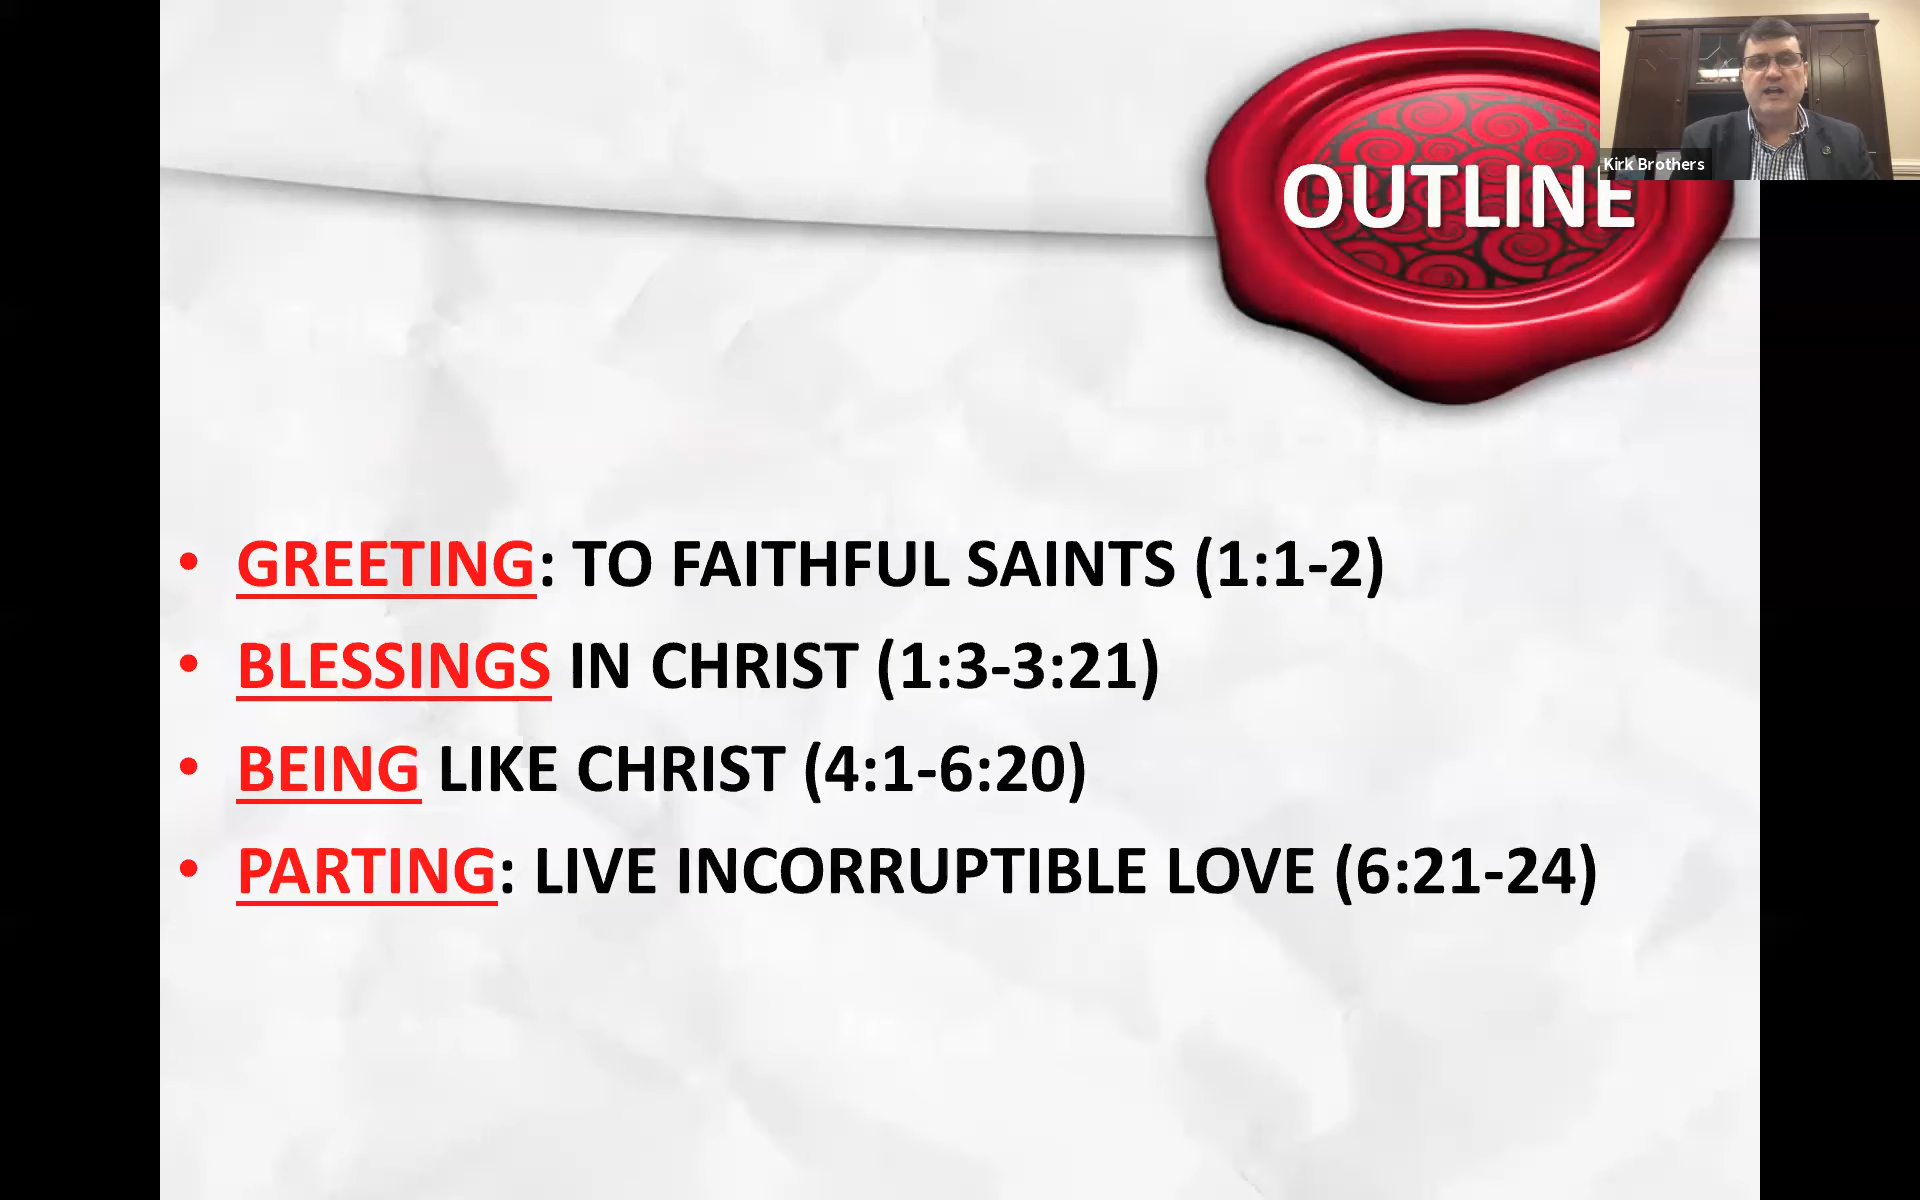 OUTLINE
Kirk Brothers
• GREETING: TO FAITHFUL SAINTS (1:1-2)
• BLESSINGS IN CHRIST (1:3-3:21)
• BEING LIKE CHRIST (4:1-6:20)
• PARTING: LIVE INCORRUPTIBLE LOVE (6:21-24)